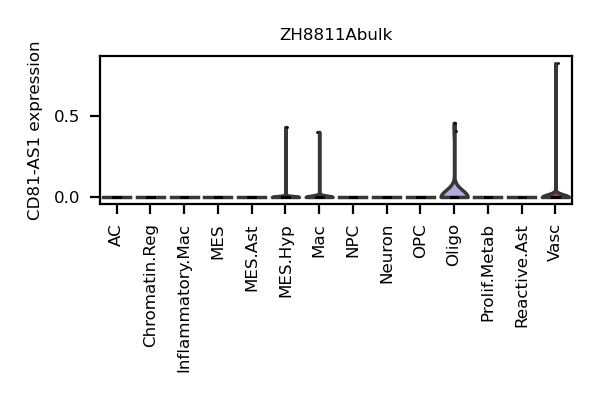 ZH8811Abulk
CD81-AS1 expression
0.5
0.0
AC
Chromatin.Reg
Inflammatory.Mac
MES
MES.Ast
MES.Hyp
Mac
NPC
Neuron
OPC
Oligo
Prolif.Metab
Reactive.Ast
Vasc